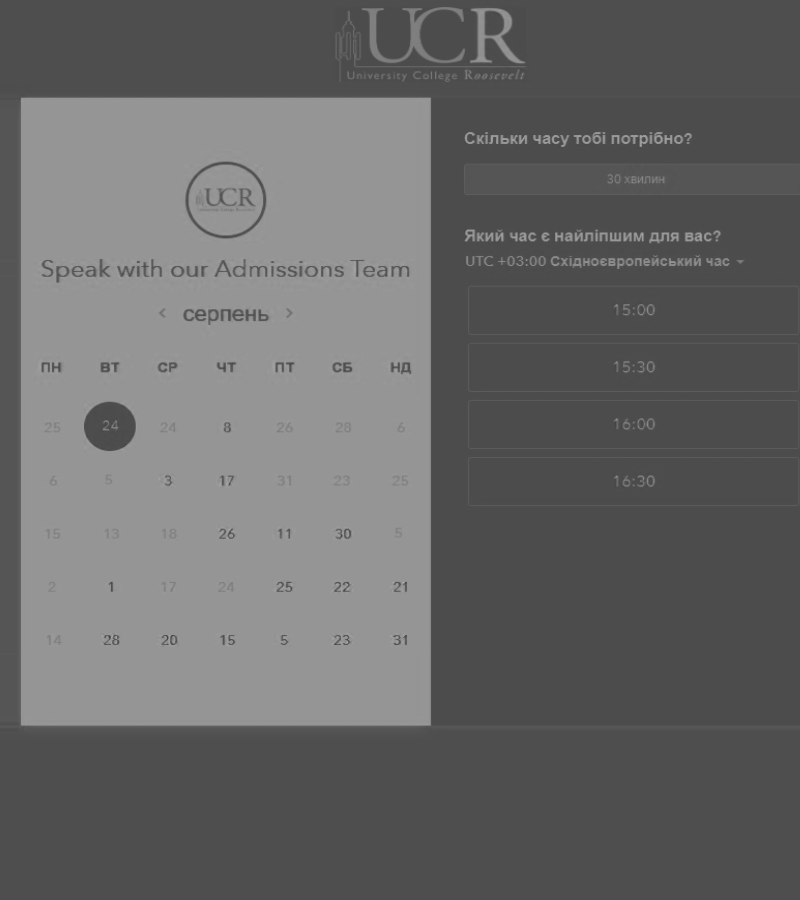 UCR
University College Roosevelt
UCR
Speak with our Admissions Team
серпень
ПН ВТ СР ЧТ ПТ СБ НД
25 24 24 8 26 28 6
6 5 3 17 31 23 25
15 13 18 26 11 30 5
2 1 17 24 25 22 21
14 28 20 15 5 23 31
Скільки часу тобі потрібно?
30 хвилин
Який час є найліпшим для вас?
UTC +03:00 Східноєвропейський час
15:00
15:30
16:00
16:30